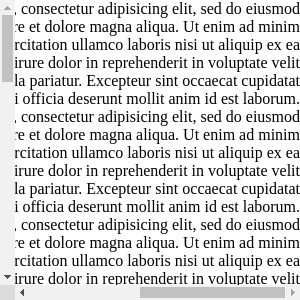 , consectetur adipisicing elit, sed do eiusmod
re et dolore magna aliqua. Ut enim ad minim
rcitation ullamco laboris nisi ut aliquip ex ea
irure dolor in reprehenderit in voluptate velit
la pariatur. Excepteur sint occaecat cupidatat
i officia deserunt mollit anim id est laborum.
, consectetur adipisicing elit, sed do eiusmod
re et dolore magna aliqua. Ut enim ad minim
rcitation ullamco laboris nisi ut aliquip ex ea
irure dolor in reprehenderit in voluptate velit
la pariatur. Excepteur sint occaecat cupidatat
i officia deserunt mollit anim id est laborum.
, consectetur adipisicing elit, sed do eiusmod
re et dolore magna aliqua. Ut enim ad minim
rcitation ullamco laboris nisi ut aliquip ex ea
irure dolor in reprehenderit in voluptate velit